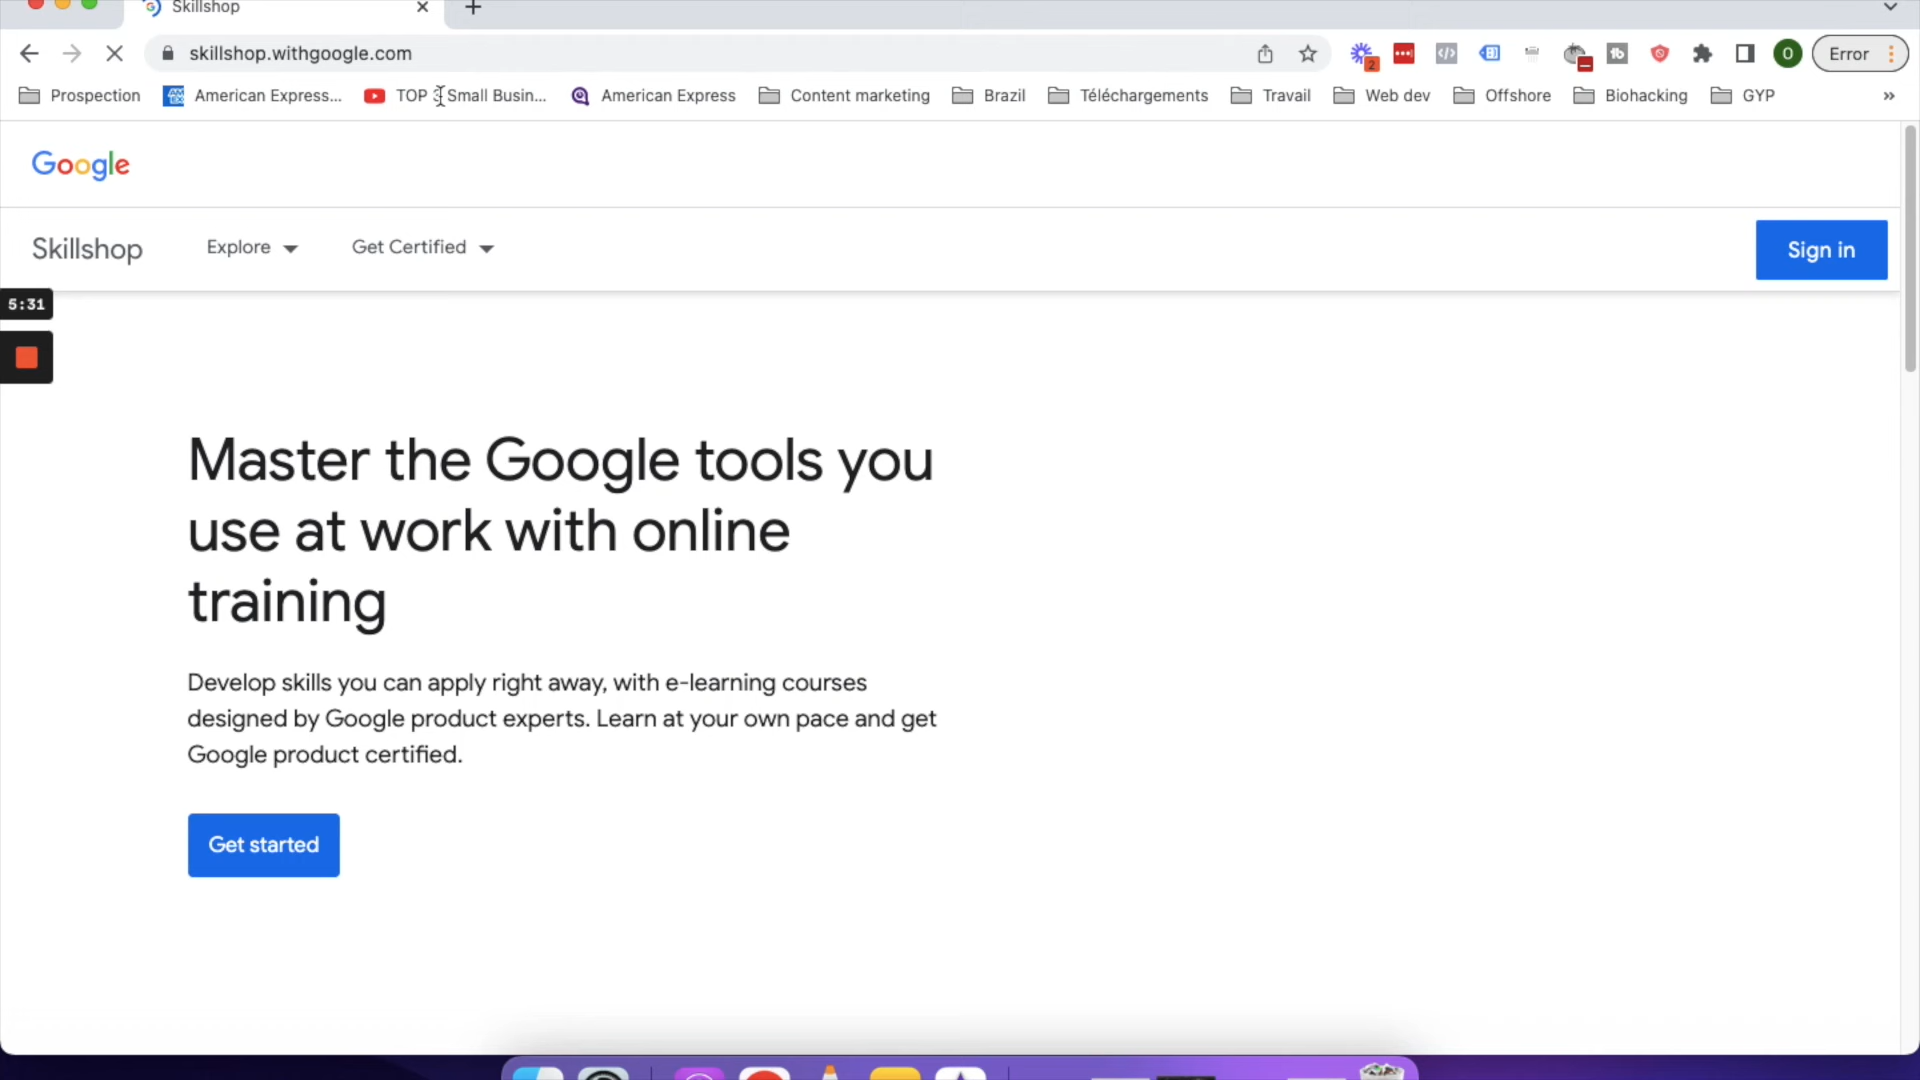 Skillshop
skillshop.withgoogle.com
2
O
Error
Prospection
American Express...
TOP
Small Busin...
American Express
Content marketing
Brazil
Téléchargements
Travail
Web dev
Offshore
Biohacking
GYP
»
Google
Skillshop
Explore
Get Certified
Sign in
5:31
Master the Google tools you
use at work with online
training
Develop skills you can apply right away, with e-learning courses
designed by Google product experts. Learn at your own pace and get
Google product certified.
Get started